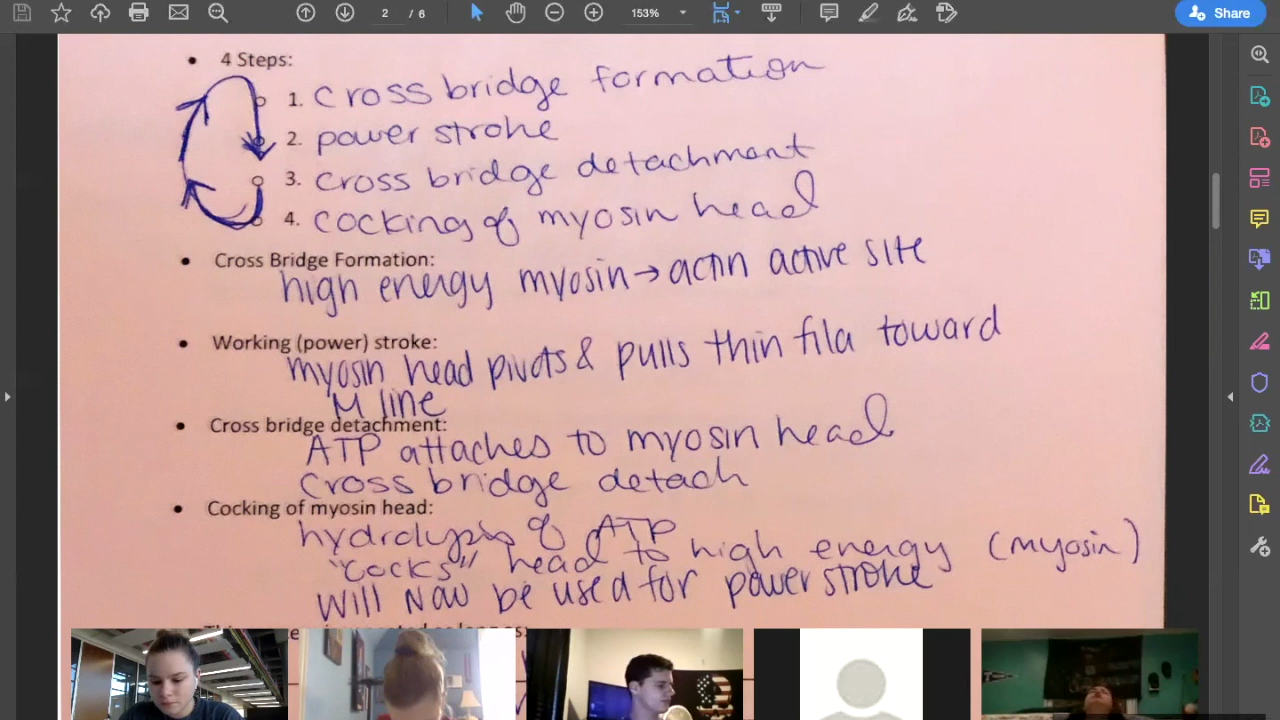 2 / 6
153%
Share
4 Steps:
1. Cross bridge formation
2. power stroke
3. Cross bridge detachment
4. Cocking of myosin head
Cross Bridge Formation:
high energy myosin → actin active site
Working (power) stroke:
myosin head pivots & pulls thin fila toward
M line
Cross bridge detachment:
ATP attaches to myosin head
Cross bridge detach
Cocking of myosin head:
hydrolysis of ATP
"cocks" head to high energy (myosin)
Will Now be used for power stroke